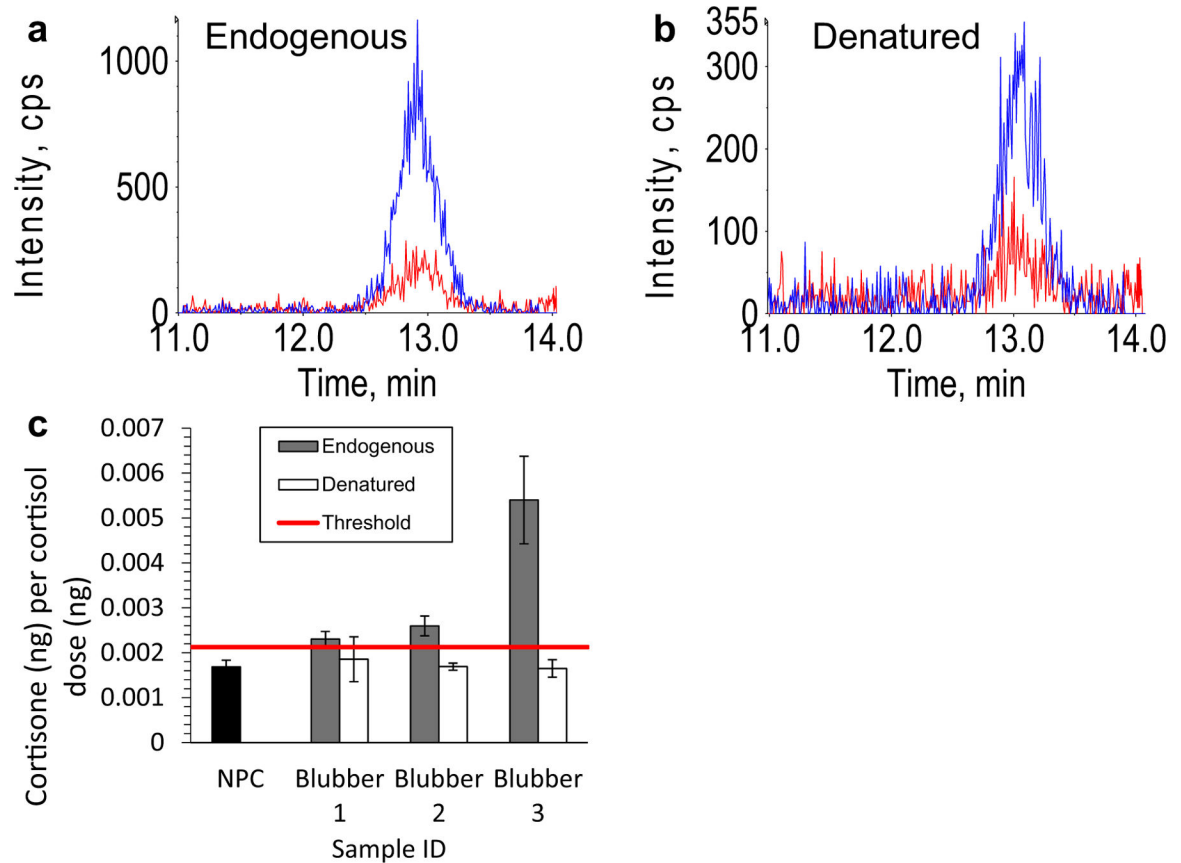 a
Endogenous
Intensity, cps
1000
500
0
11.0 12.0 13.0 14.0
Time, min
b
Denatured
Intensity, cps
355
300
200
100
0
11.0 12.0 13.0 14.0
Time, min
c
Cortisone (ng) per cortisol
dose (ng)
0.007
0.006
0.005
0.004
0.003
0.002
0.001
0
Endogenous
Denatured
Threshold
NPC Blubber Blubber Blubber
1 2 3
Sample ID